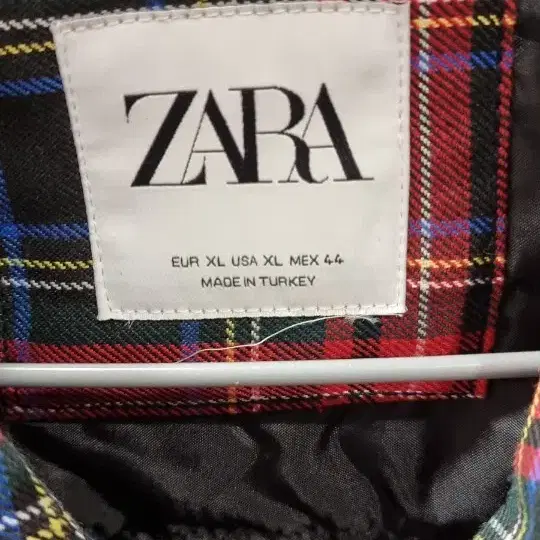 ZARA
EUR XL USA XL MEX 44
MADE IN TURKEY